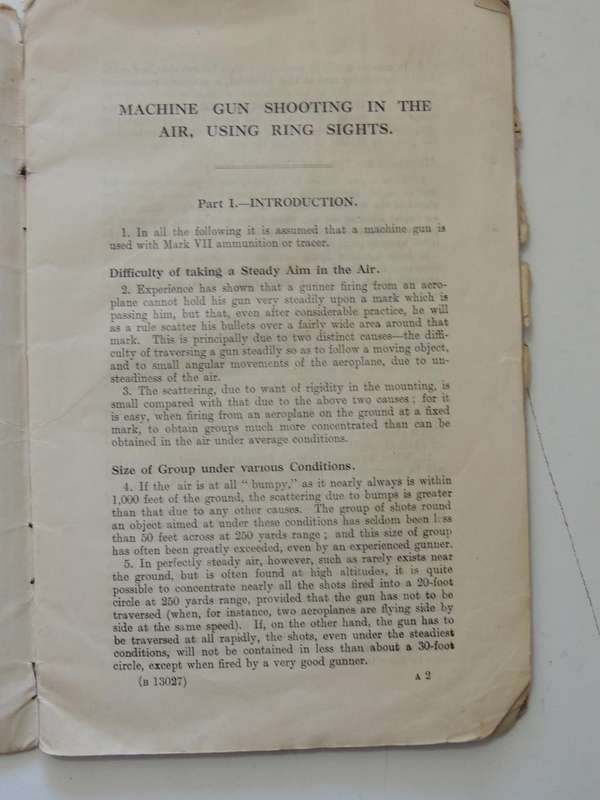 MACHINE GUN SHOOTING IN THE
AIR, USING RING SIGHTS.
Part I.—INTRODUCTION.
1. In all the following it is assumed that a machine gun is
used with Mark VII ammunition or tracer.
Difficulty of taking a Steady Aim in the Air.
2. Experience has shown that a gunner firing from an aero-
plane cannot hold his gun very steadily upon a mark which is
passing him, but that, even after considerable practice, he will
as a rule scatter his bullets over a fairly wide area around that
mark. This is principally due to two distinct causes—the diffi-
culty of traversing a gun steadily so as to follow a moving object,
and to small angular movements of the aeroplane, due to un-
steadiness of the air.
3. The scattering, due to want of rigidity in the mounting, is
small compared with that due to the above two causes; for it
is easy, when firing from an aeroplane on the ground at a fixed
mark, to obtain groups much more concentrated than can be
obtained in the air under average conditions.
Size of Group under various Conditions.
4. If the air is at all "bumpy," as it nearly always is within
1,000 feet of the ground, the scattering due to bumps is greater
than that due to any other causes. The group of shots round
an object aimed at under these conditions has seldom been less
than 50 feet across at 250 yards range; and this size of group
has often been greatly exceeded, even by an experienced gunner.
5. In perfectly steady air, however, such as rarely exists near
the ground, but is often found at high altitudes, it is quite
possible to concentrate nearly all the shots fired into a 20-foot
circle at 250 yards range, provided that the gun has not to be
traversed (when, for instance, two aeroplanes are flying side by
side at the same speed). If, on the other hand, the gun has to
be traversed at all rapidly, the shots, even under the steadiest
conditions, will not be contained in less than about a 30-foot
circle, except when fired by a very good gunner.
(B 13027) A 2